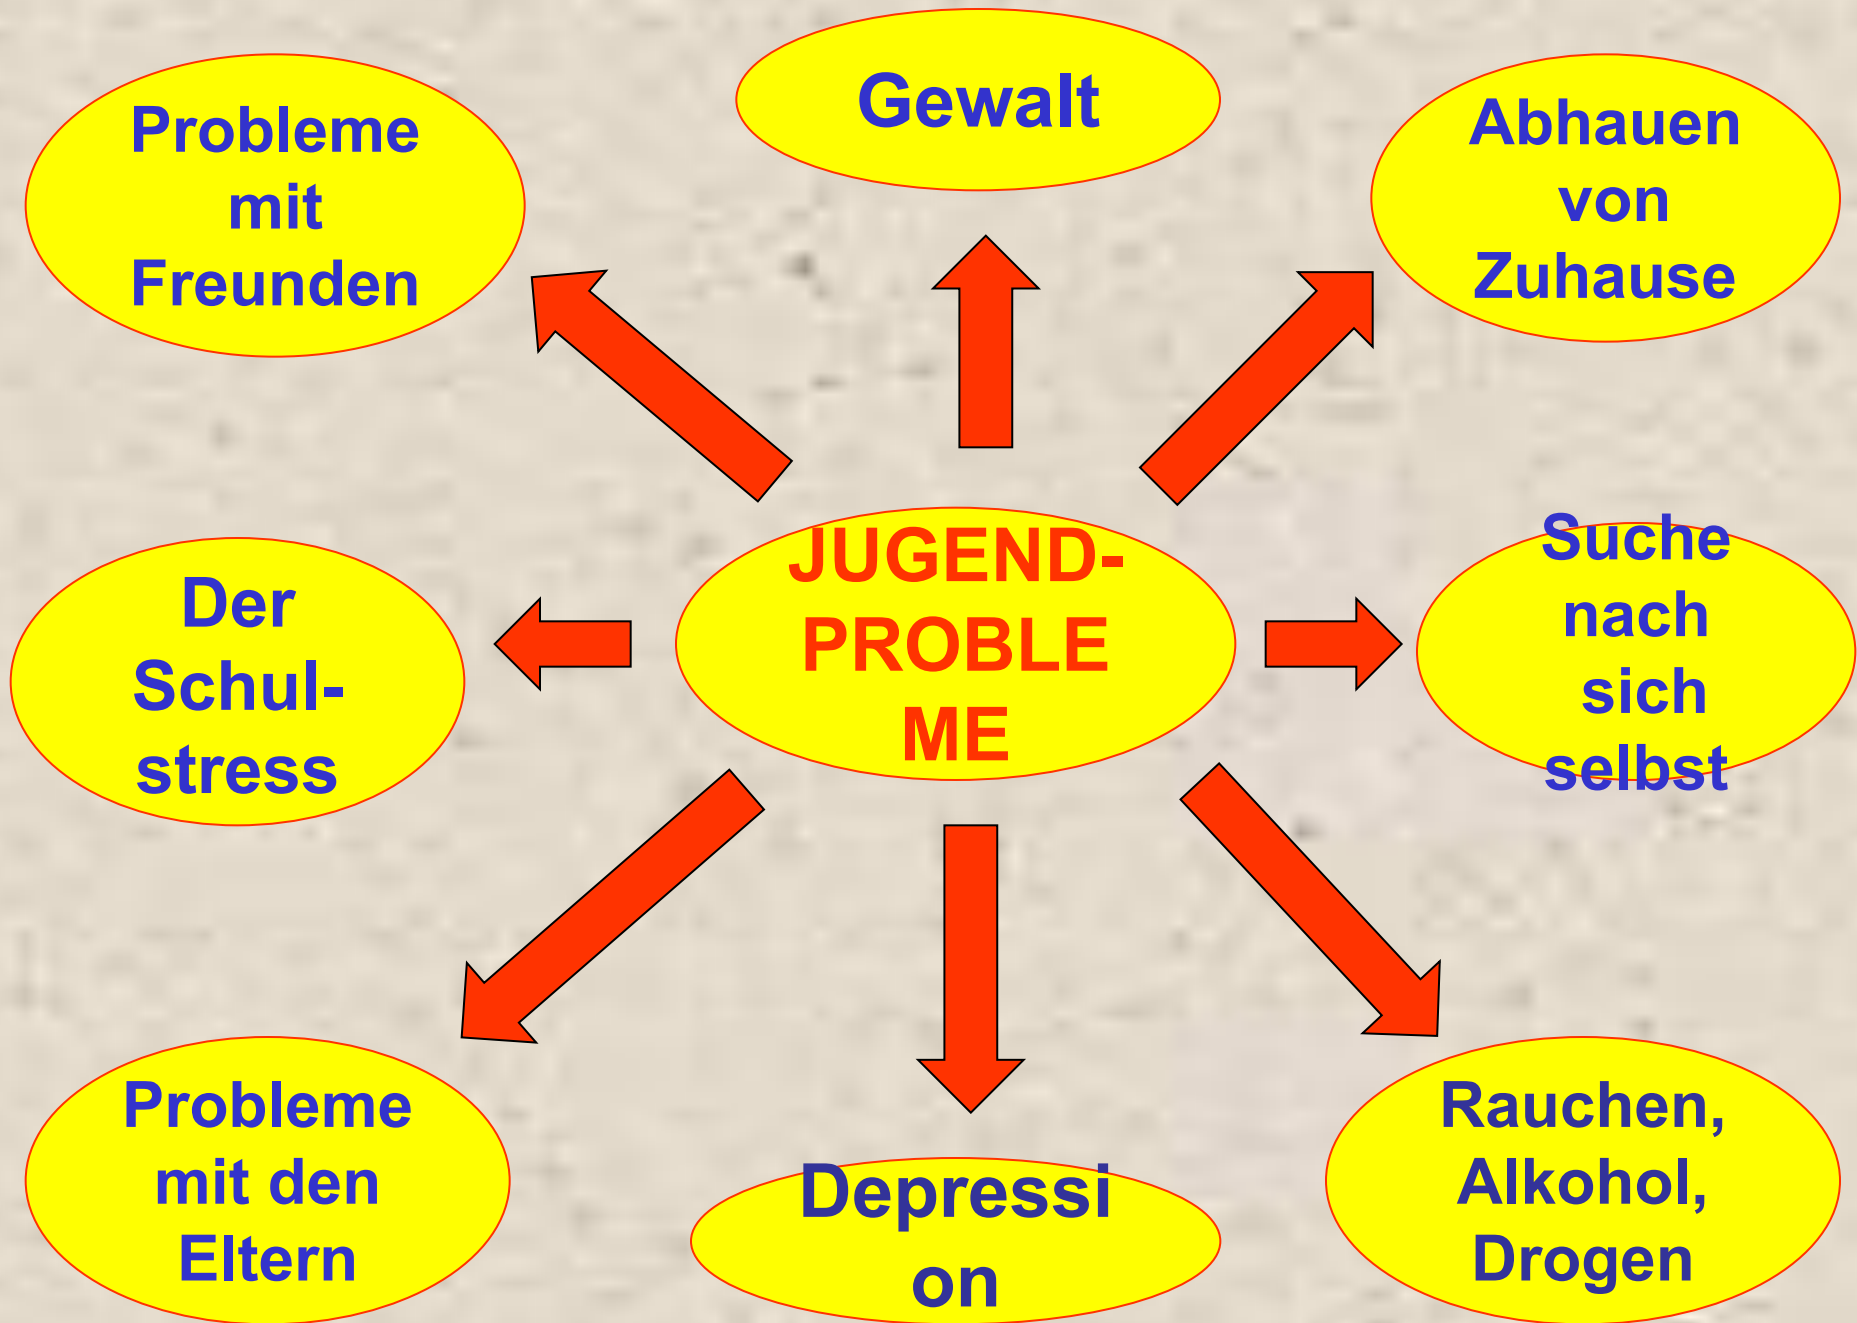 Gewalt
Probleme
mit
Freunden
Abhauen
von
Zuhause
JUGEND-
PROBLE
ME
Der
Schul-
stress
Suche
nach
sich
selbst
Probleme
mit den
Eltern
Depressi
on
Rauchen,
Alkohol,
Drogen